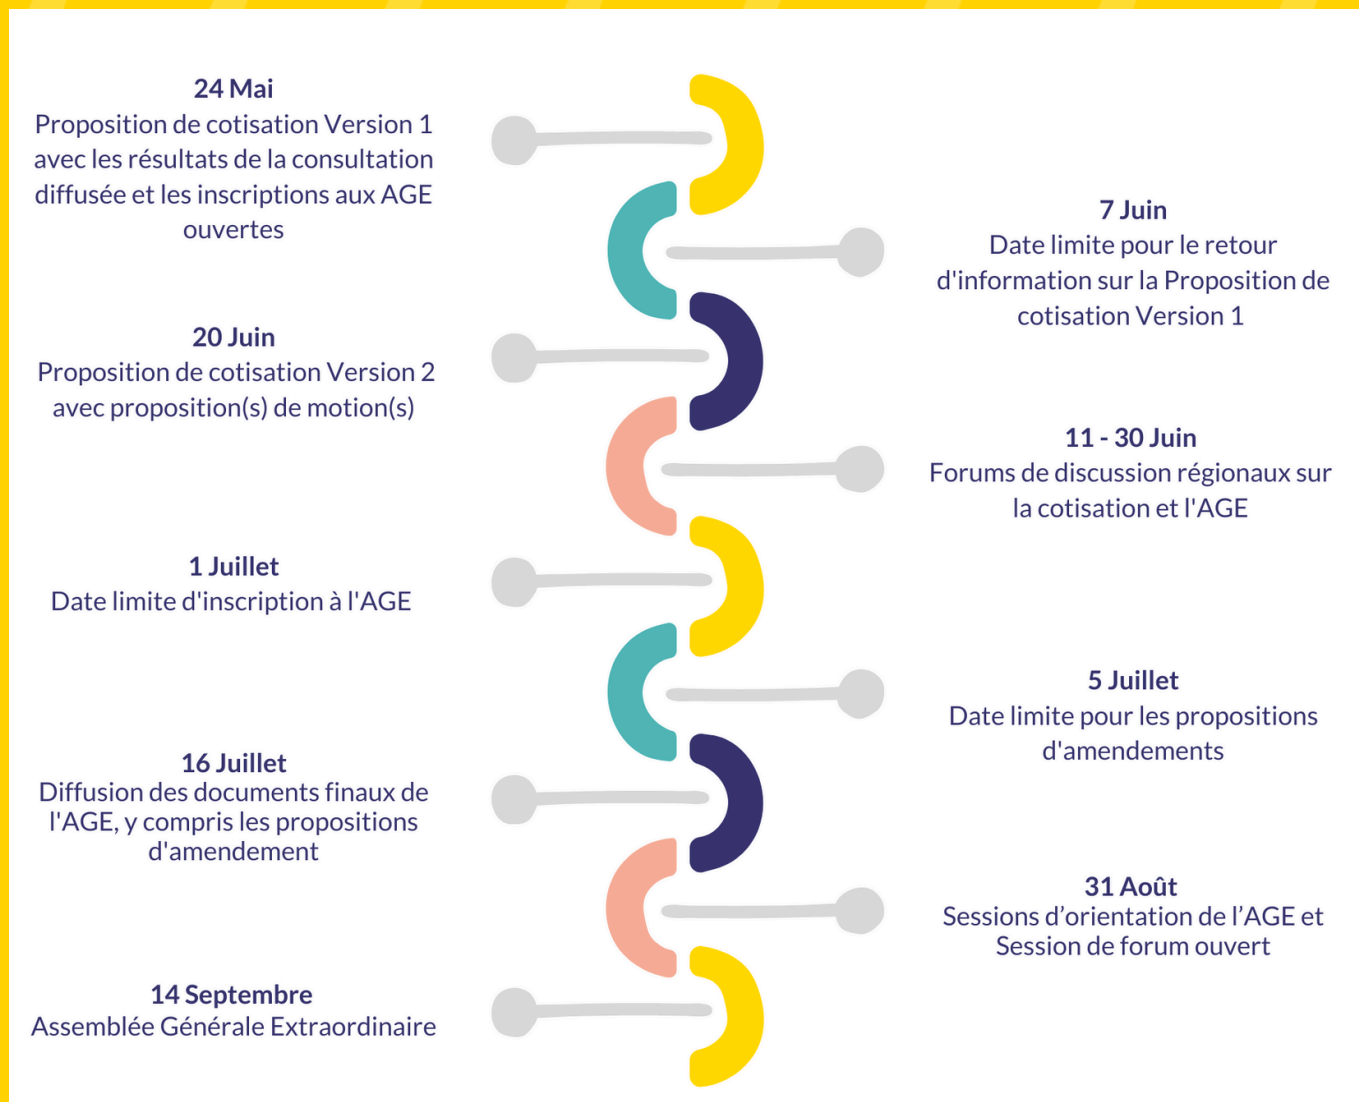 24 Mai
Proposition de cotisation Version 1
avec les résultats de la consultation
diffusée et les inscriptions aux AGE
ouvertes
7 Juin
Date limite pour le retour
d'information sur la Proposition de
cotisation Version 1
20 Juin
Proposition de cotisation Version 2
avec proposition(s) de motion(s)
11 - 30 Juin
Forums de discussion régionaux sur
la cotisation et l'AGE
1 Juillet
Date limite d'inscription à l'AGE
5 Juillet
Date limite pour les propositions
d'amendements
16 Juillet
Diffusion des documents finaux de
l'AGE, y compris les propositions
d'amendement
31 Août
Sessions d’orientation de l’AGE et
Session de forum ouvert
14 Septembre
Assemblée Générale Extraordinaire